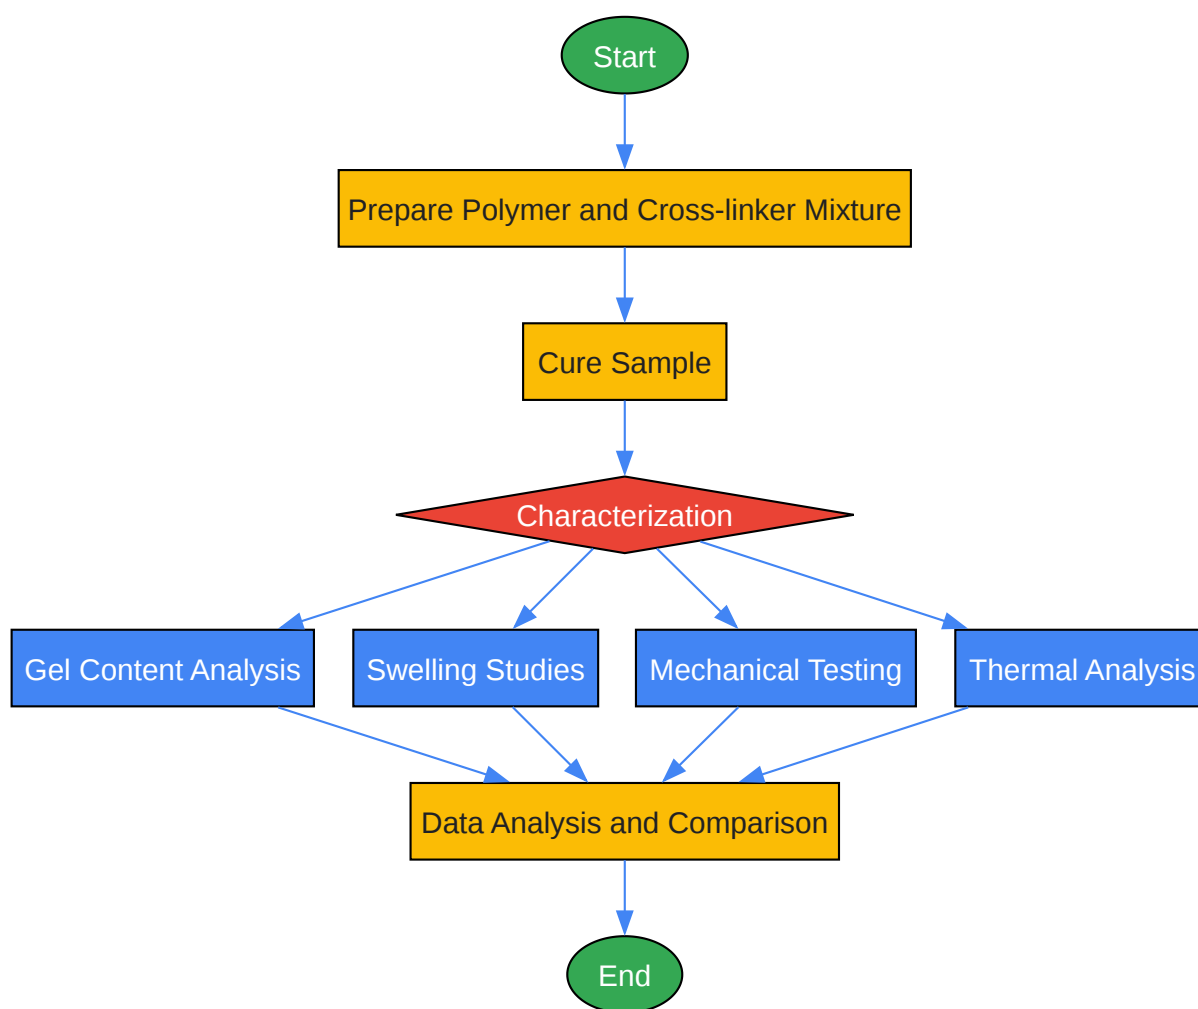 Start
Prepare Polymer and Cross-linker Mixture
Cure Sample
Characterization
Gel Content Analysis
Swelling Studies
Mechanical Testing
Thermal Analysis
Data Analysis and Comparison
End